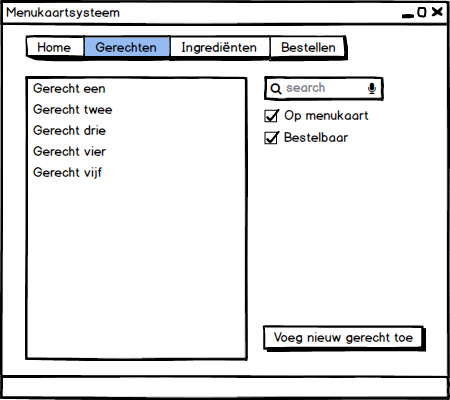 Menukaartsysteem
Home Gerechten Ingrediënten Bestellen
Gerecht een
Gerecht twee
Gerecht drie
Gerecht vier
Gerecht vijf
search
Op menukaart
Bestelbaar
Voeg nieuw gerecht toe